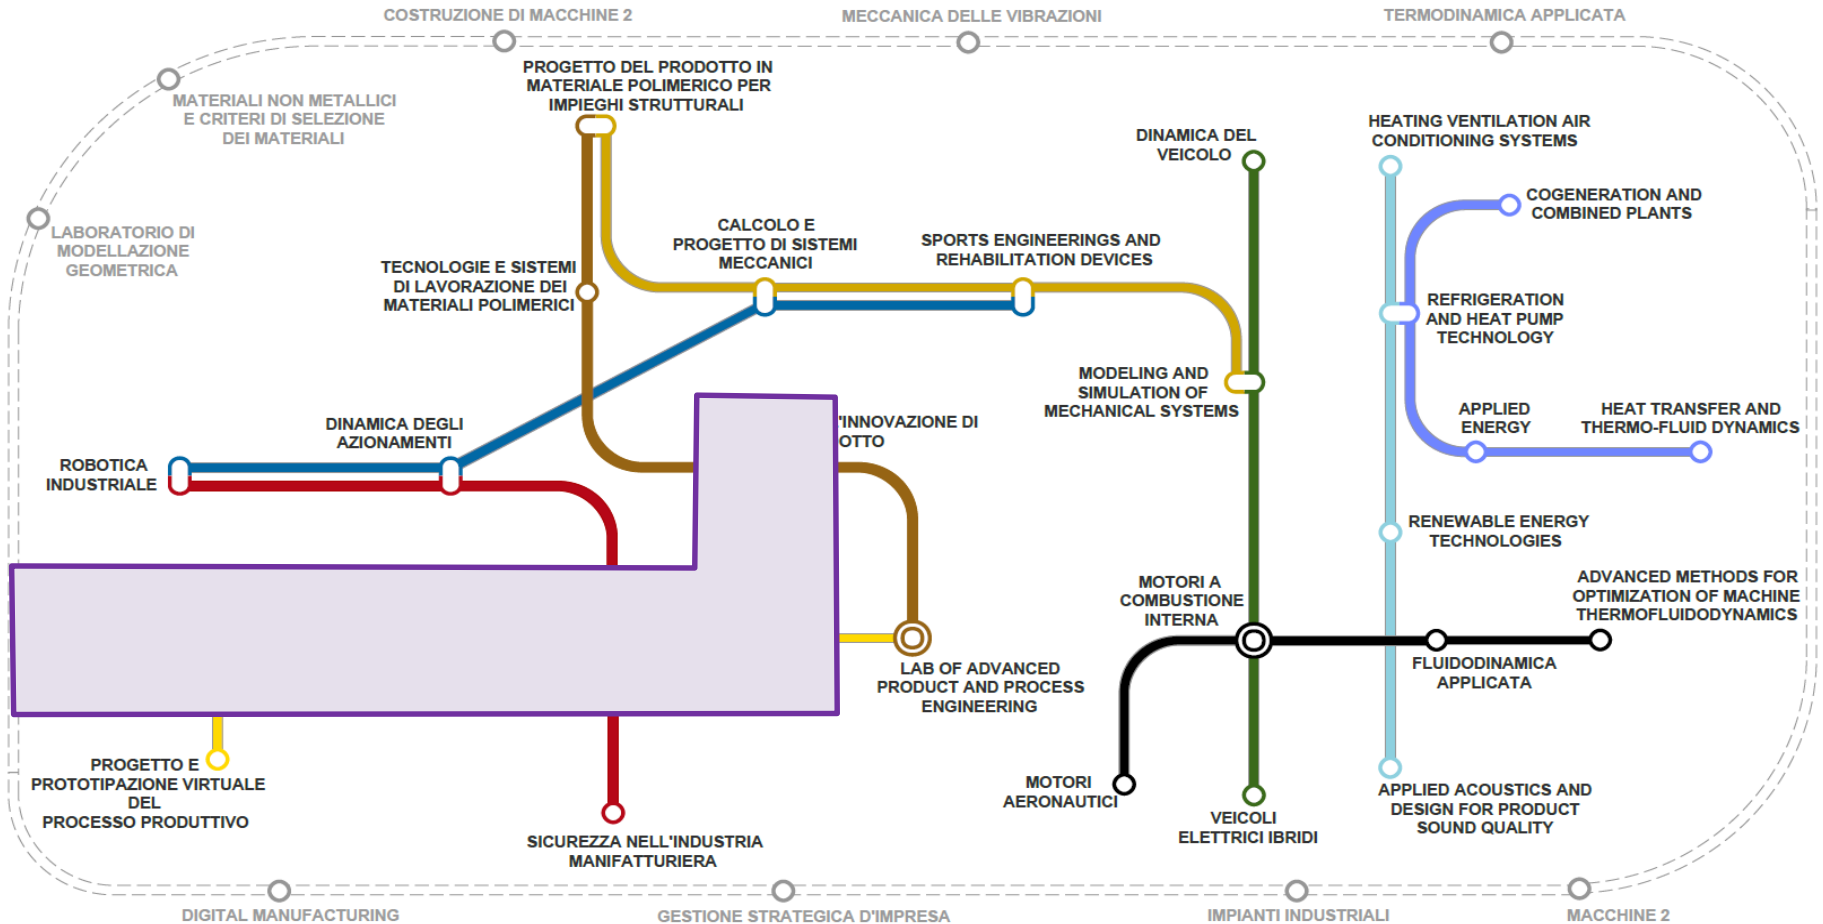 COSTRUZIONE DI MACCHINE 2
MECCANICA DELLE VIBRAZIONI
TERMODINAMICA APPLICATA
MATERIALI NON METALLICI
E CRITERI DI SELEZIONE
DEI MATERIALI
PROGETTO DEL PRODOTTO IN
MATERIALE POLIMERICO PER
IMPIEGHI STRUTTURALI
DINAMICA DEL
VEICOLO
HEATING VENTILATION AIR
CONDITIONING SYSTEMS
COGENERATION AND
COMBINED PLANTS
LABORATORIO DI
MODELLAZIONE
GEOMETRICA
TECNOLOGIE E SISTEMI
DI LAVORAZIONE DEI
MATERIALI POLIMERICI
CALCOLO E
PROGETTO DI SISTEMI
MECCANICI
SPORTS ENGINEERINGS AND
REHABILITATION DEVICES
REFRIGERATION
AND HEAT PUMP
TECHNOLOGY
MODELING AND
SIMULATION OF
MECHANICAL SYSTEMS
DINAMICA DEGLI
AZIONAMENTI
'INNOVAZIONE DI
OTTO
APPLIED
ENERGY
HEAT TRANSFER AND
THERMO-FLUID DYNAMICS
ROBOTICA
INDUSTRIALE
RENEWABLE ENERGY
TECHNOLOGIES
MOTORI A
COMBUSTIONE
INTERNA
ADVANCED METHODS FOR
OPTIMIZATION OF MACHINE
THERMOFLUIDODYNAMICS
LAB OF ADVANCED
PRODUCT AND PROCESS
ENGINEERING
FLUIDODINAMICA
APPLICATA
PROGETTO E
PROTOTIPAZIONE VIRTUALE
DEL
PROCESSO PRODUTTIVO
MOTORI
AERONAUTICI
VEICOLI
ELETTRICI IBRIDI
APPLIED ACOUSTICS AND
DESIGN FOR PRODUCT
SOUND QUALITY
SICUREZZA NELL'INDUSTRIA
MANIFATTURIERA
DIGITAL MANUFACTURING
GESTIONE STRATEGICA D'IMPRESA
IMPIANTI INDUSTRIALI
MACCHINE 2